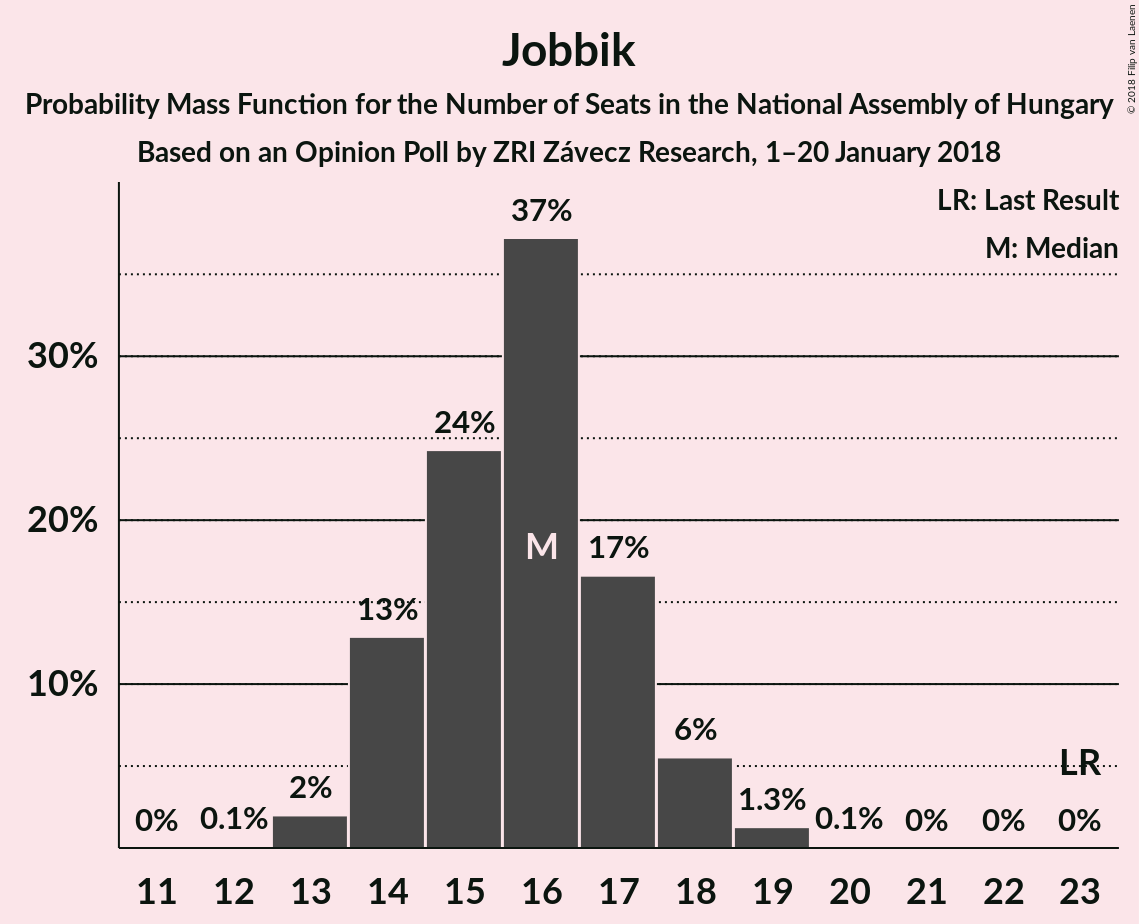 Jobbik
Probability Mass Function for the Number of Seats in the National Assembly of Hungary
Based on an Opinion Poll by ZRI Závecz Research, 1–20 January 2018
© 2018 Filip van Laenen
LR: Last Result
M: Median
30%
20%
10%
0%
0.1%
2%
13%
24%
37%
M
17%
6%
1.3%
0.1%
0%
0%
LR
0%
11 12 13 14 15 16 17 18 19 20 21 22 23